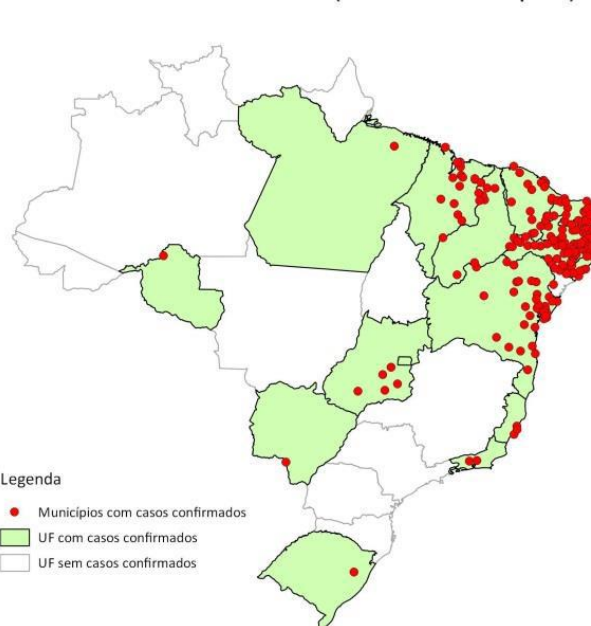 Legenda
Municípios com casos confirmados
UF com casos confirmados
UF sem casos confirmados